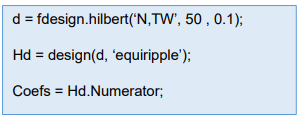 d = fdesign.hilbert(‘N,TW’, 50 , 0.1);
Hd = design(d, ‘equiripple’);
Coefs = Hd.Numerator;